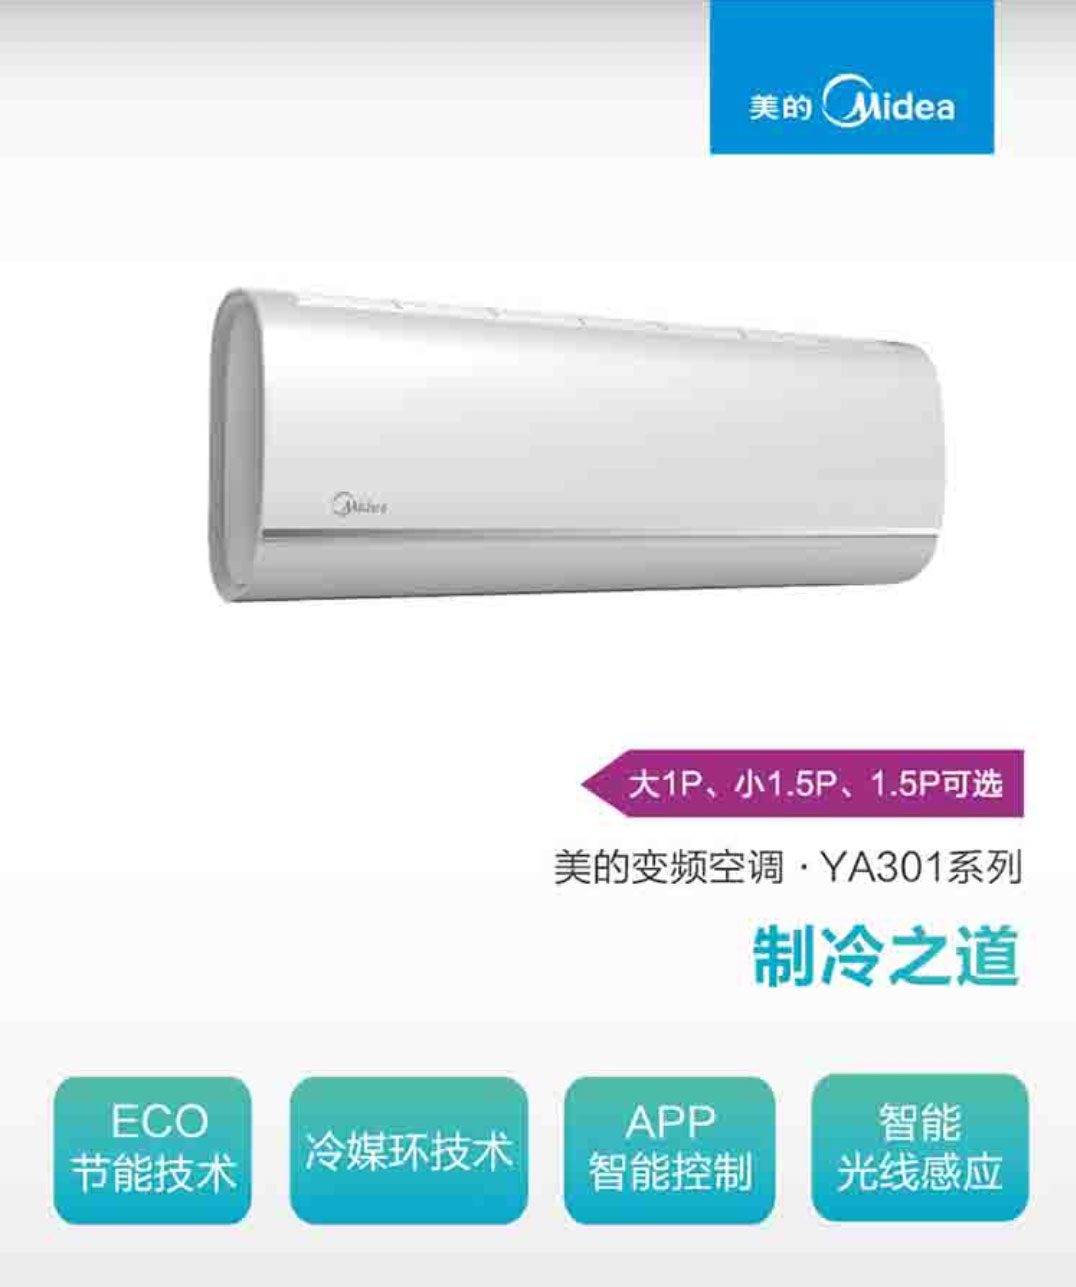 美的 Midea
Midea
大1P、小1.5P、1.5P可选
美的变频空调·YA301系列
制冷之道
ECO
节能技术
冷媒环技术
APP
智能控制
智能
光线感应